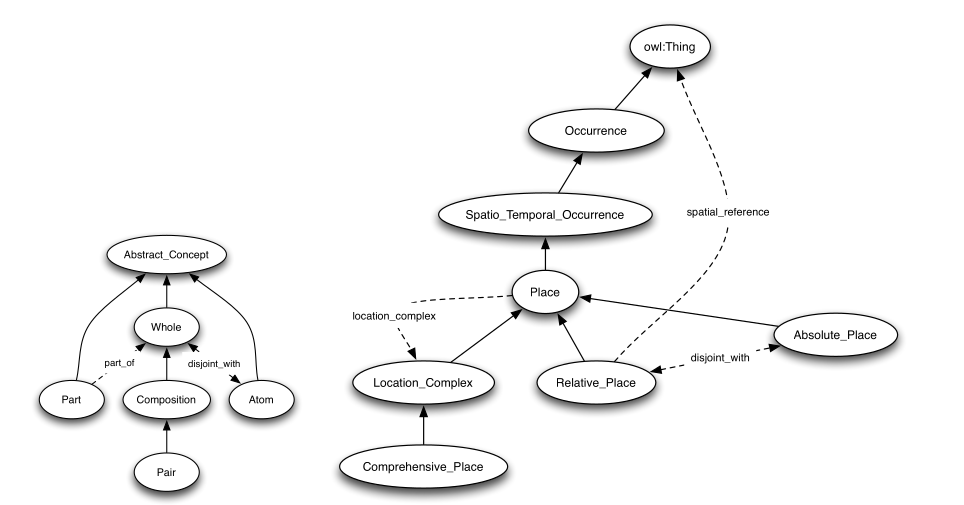 owl:Thing
Occurrence
Spatio_Temporal_Occurrence
spatial_reference
Abstract_Concept
Place
location_complex
Whole
Absolute_Place
part_of
disjoint_with
disjoint_with
Location_Complex
Relative_Place
Part
Composition
Atom
Comprehensive_Place
Pair